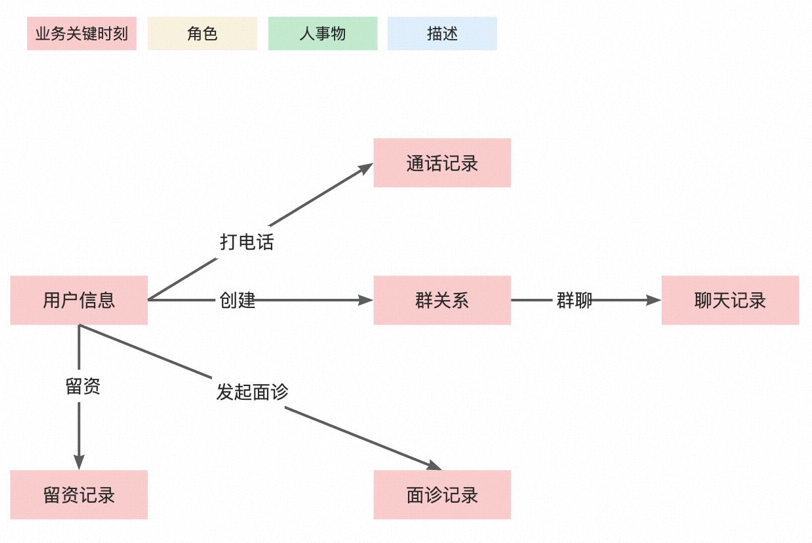 业务关键时刻
角色
人事物
描述
通话记录
打电话
用户信息
创建
群关系
群聊
聊天记录
留资
发起面诊
留资记录
面诊记录